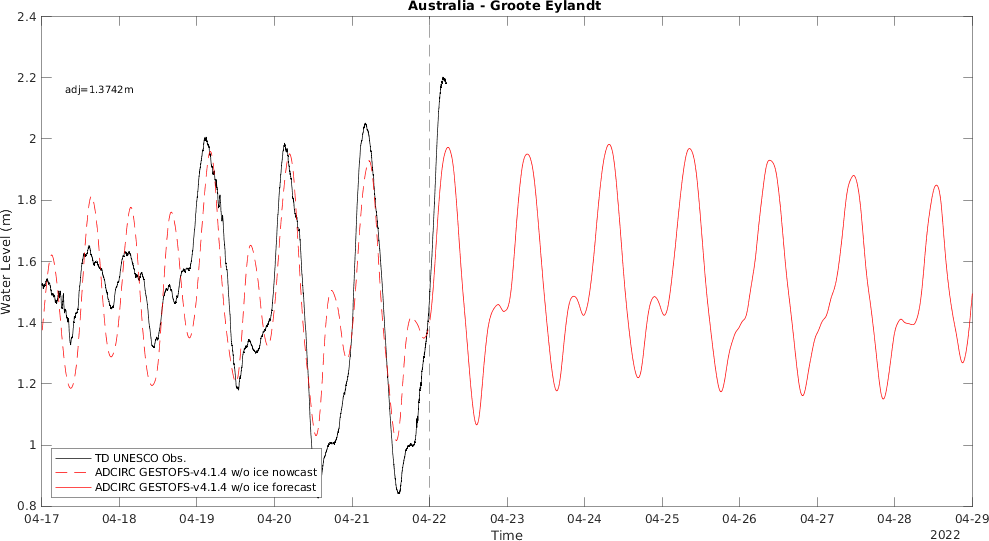 Australia - Groote Eylandt
2.4
2.2
2
1.8
1.6
1.4
1.2
1
0.8
Water Level (m)
adj=1.3742m
TD UNESCO Obs.
ADCIRC GESTOFS-v4.1.4 w/o ice nowcast
ADCIRC GESTOFS-v4.1.4 w/o ice forecast
04-17 04-18 04-19 04-20 04-21 04-22 04-23 04-24 04-25 04-26 04-27 04-28 04-29
Time
2022